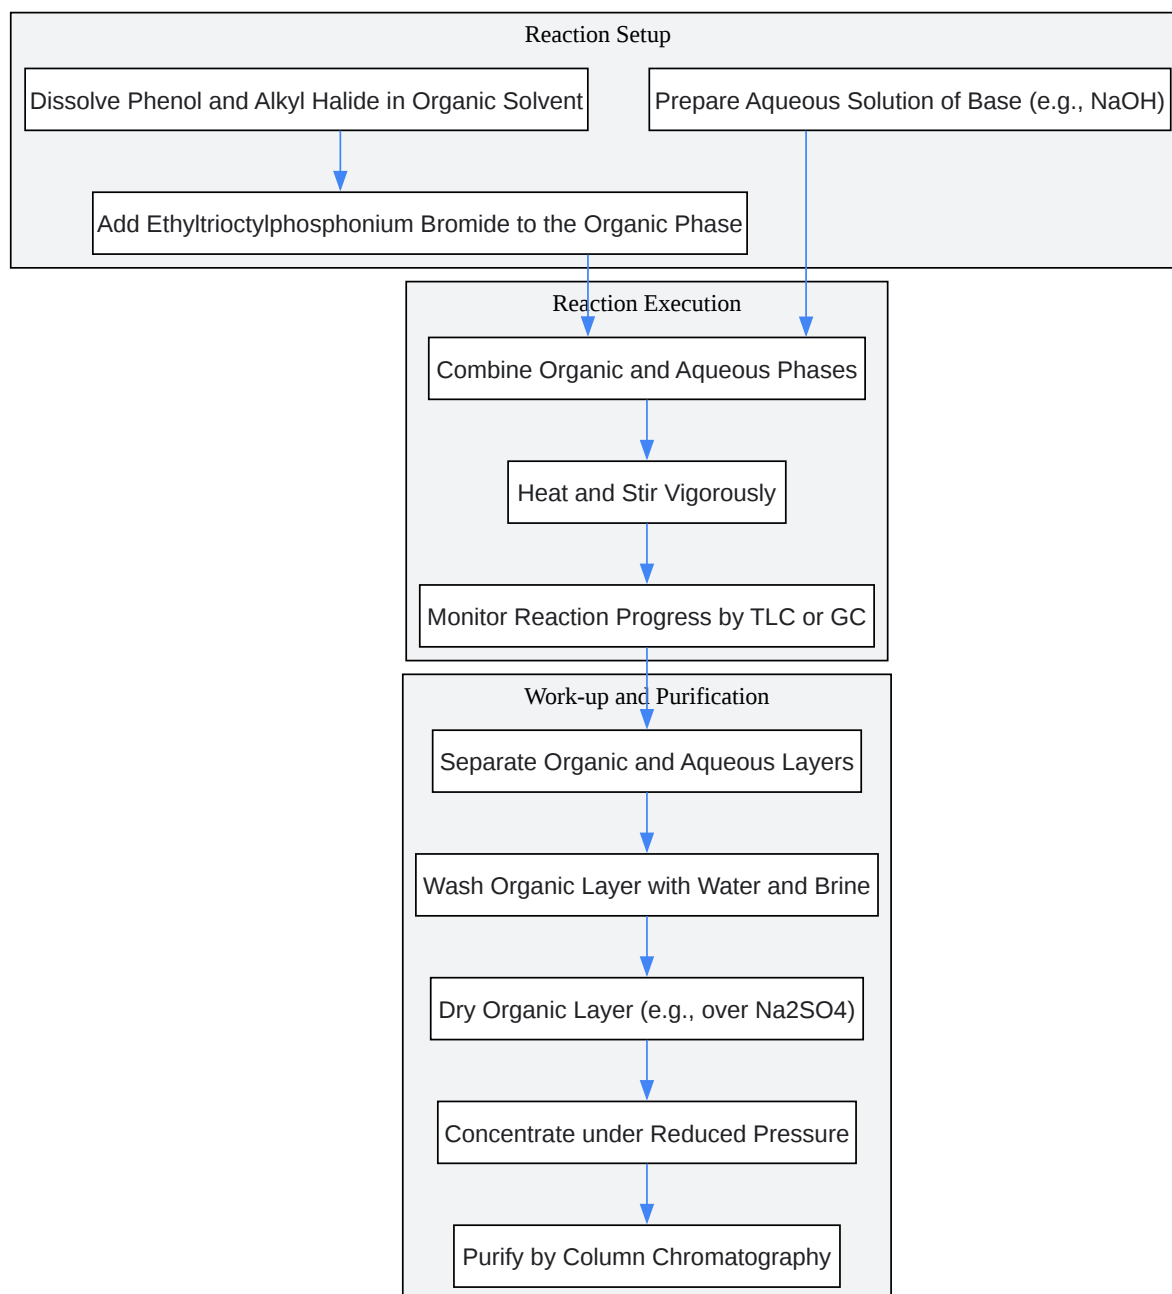 Reaction Setup
Dissolve Phenol and Alkyl Halide in Organic Solvent
Prepare Aqueous Solution of Base (e.g., NaOH)
Add Ethyltrioctylphosphonium Bromide to the Organic Phase
Reaction Execution
Combine Organic and Aqueous Phases
Heat and Stir Vigorously
Monitor Reaction Progress by TLC or GC
Work-up and Purification
Separate Organic and Aqueous Layers
Wash Organic Layer with Water and Brine
Dry Organic Layer (e.g., over Na2SO4)
Concentrate under Reduced Pressure
Purify by Column Chromatography